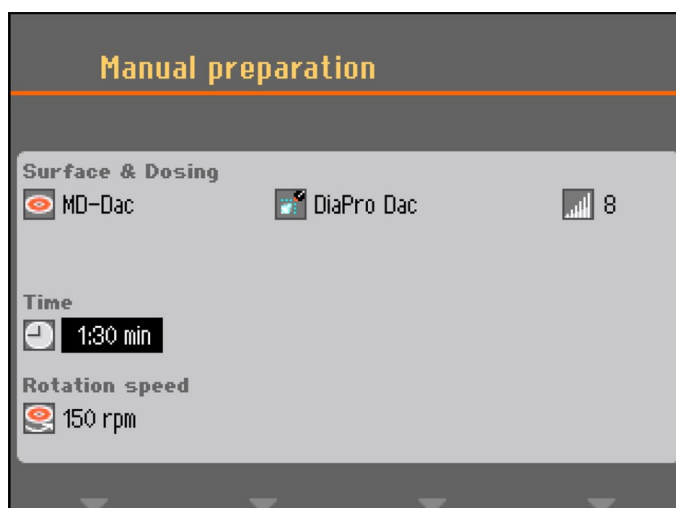 Manual preparation
Surface & Dosing
MD-Dac DiaPro Dac 8
Time
1:30 min
Rotation speed
150 rpm